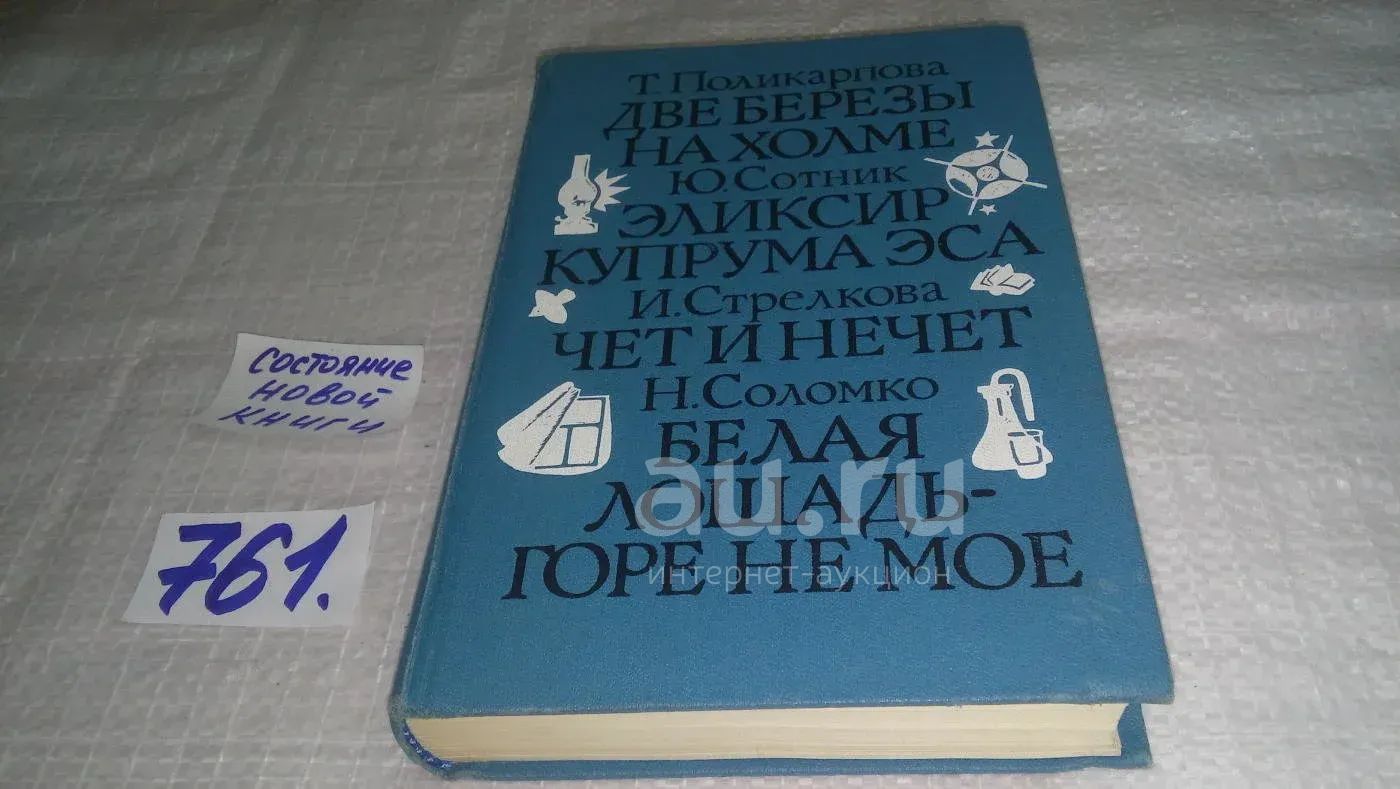 Т. Поликарпова
ДВЕ БЕРЕЗЫ
НА ХОЛМЕ
Ю. Сотник
ЭЛИКСИР
КУПРУМА ЭСА
И. Стрелкова
ЧЕТ И НЕЧЕТ
Н. Соломко
БЕЛАЯ
ЛОШАДЬ-
ГОРЕ НЕ МОЕ
состояние
новой
книги
761.
au.ru
интернет-аукцион